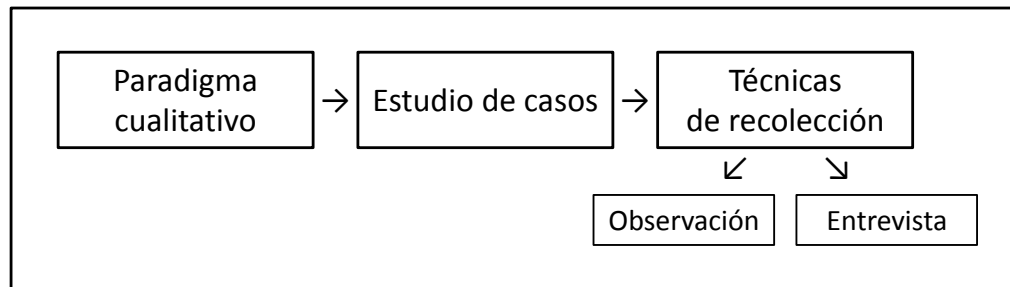 Paradigma
cualitativo
→
Estudio de casos
→
Técnicas
de recolección
↙ ↘
Observación
Entrevista